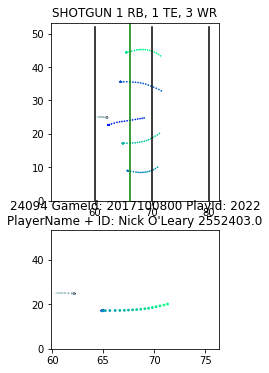 SHOTGUN 1 RB, 1 TE, 3 WR
50
40
30
20
10
0
60 70 80
24094 GameId: 2017100800 PlayId: 2022
PlayerName + ID: Nick O'Leary 2552403.0
40
20
0
60 65 70 75